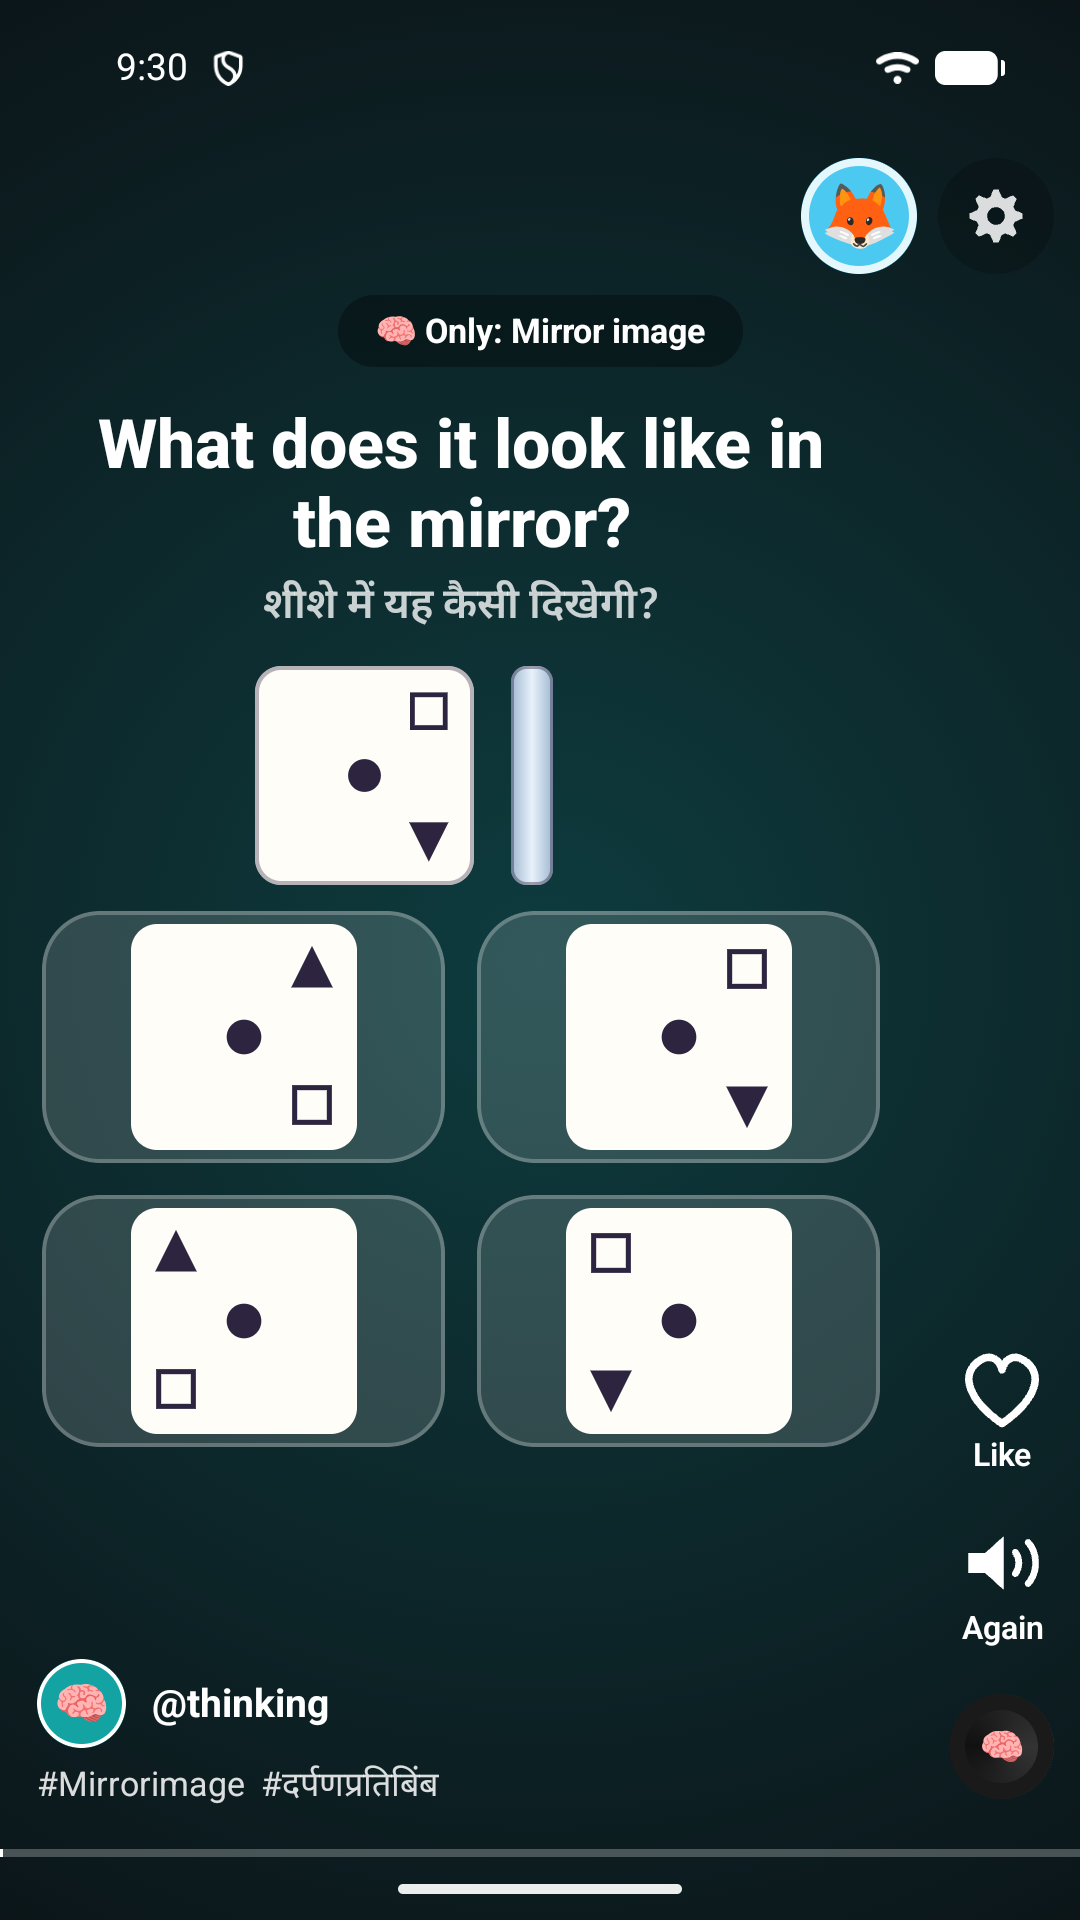 9:30
Only: Mirror image
What does it look like in
the mirror?
शीशे में यह कैसी दिखेगी?
Like
Again
@thinking
#Mirrorimage #दर्पणप्रतिबिंब